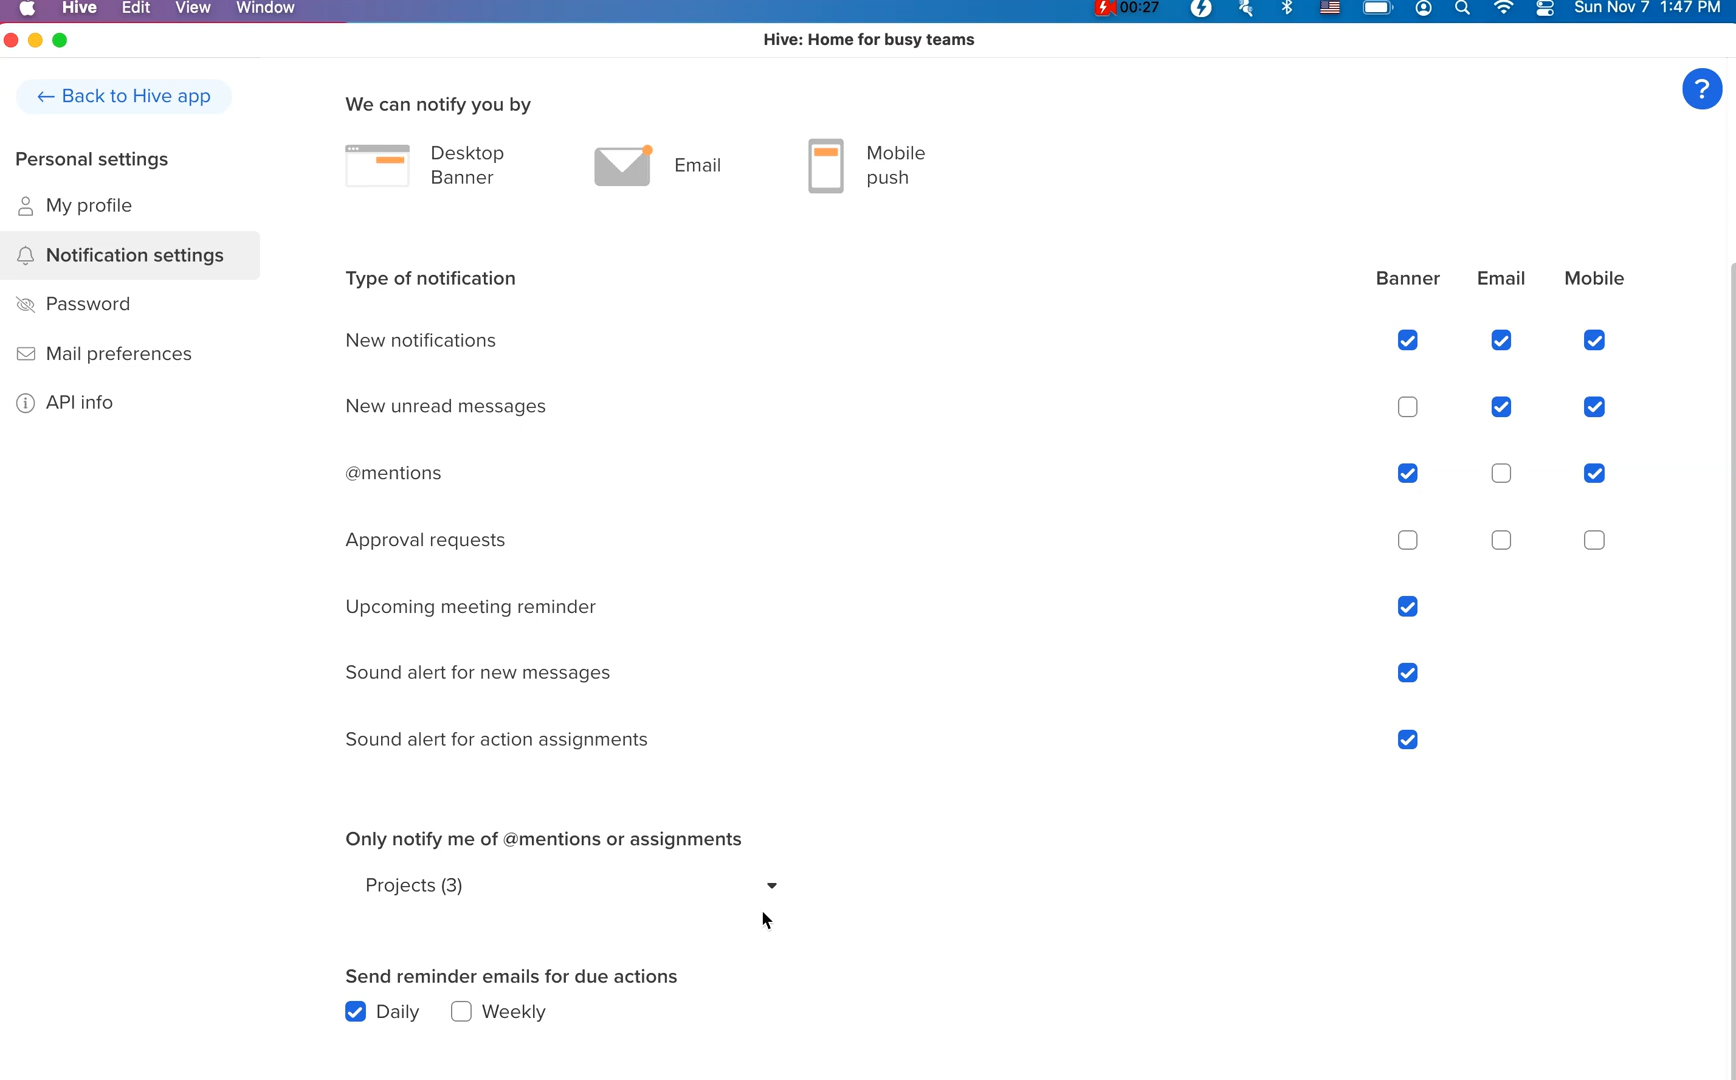 Hive Edit View Window 00:27 Sun Nov 7 1:47 PM
Hive: Home for busy teams
← Back to Hive app
?
We can notify you by
Desktop Banner
Email
Mobile push
Personal settings
My profile
Notification settings
Password
Mail preferences
API info
Type of notification Banner Email Mobile
New notifications
New unread messages
@mentions
Approval requests
Upcoming meeting reminder
Sound alert for new messages
Sound alert for action assignments
Only notify me of @mentions or assignments
Projects (3)
Send reminder emails for due actions
Daily Weekly